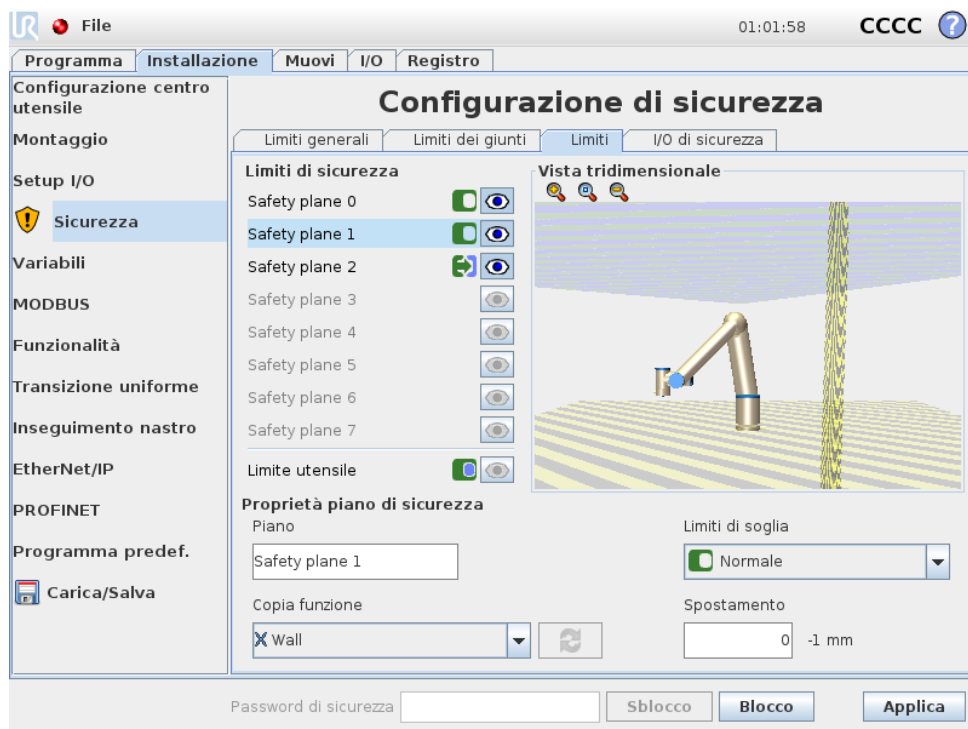 UR File 01:01:58 CCCC ?
Programma Installazione Muovi I/O Registro
Configurazione centro
utensile
Montaggio
Setup I/O
Sicurezza
Variabili
MODBUS
Funzionalità
Transizione uniforme
Inseguimento nastro
EtherNet/IP
PROFINET
Programma predef.
Carica/Salva
Configurazione di sicurezza
Limiti generali Limiti dei giunti Limiti I/O di sicurezza
Limiti di sicurezza
Safety plane 0
Safety plane 1
Safety plane 2
Safety plane 3
Safety plane 4
Safety plane 5
Safety plane 6
Safety plane 7
Limite utensile
Vista tridimensionale
Proprietà piano di sicurezza
Piano
Safety plane 1
Limiti di soglia
Normale
Copia funzione
Wall
Spostamento
0 -1 mm
Password di sicurezza Sblocco Blocco Applica